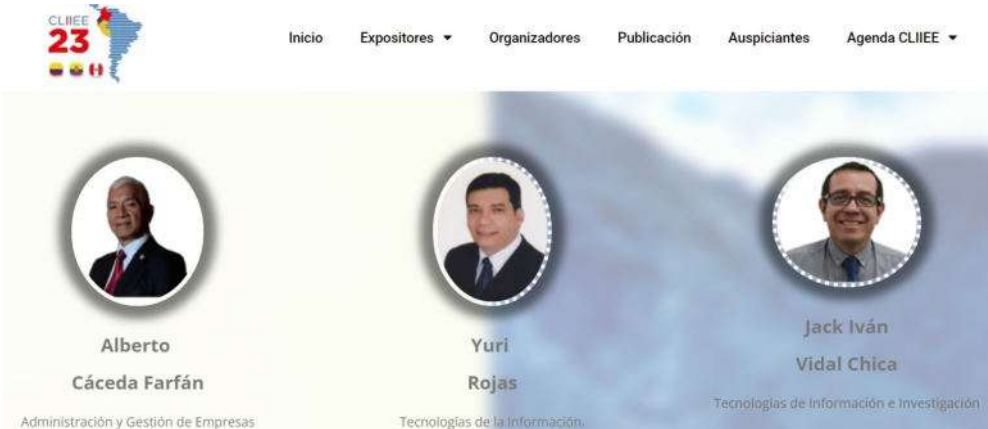 CLIIEE
23
Inicio Expositores Organizadores Publicación Auspiciantes Agenda CLIIEE
Alberto
Cáceda Farfán
Administración y Gestión de Empresas
Yuri
Rojas
Tecnologías de la Información.
Jack Iván
Vidal Chica
Tecnologías de Información e Investigación